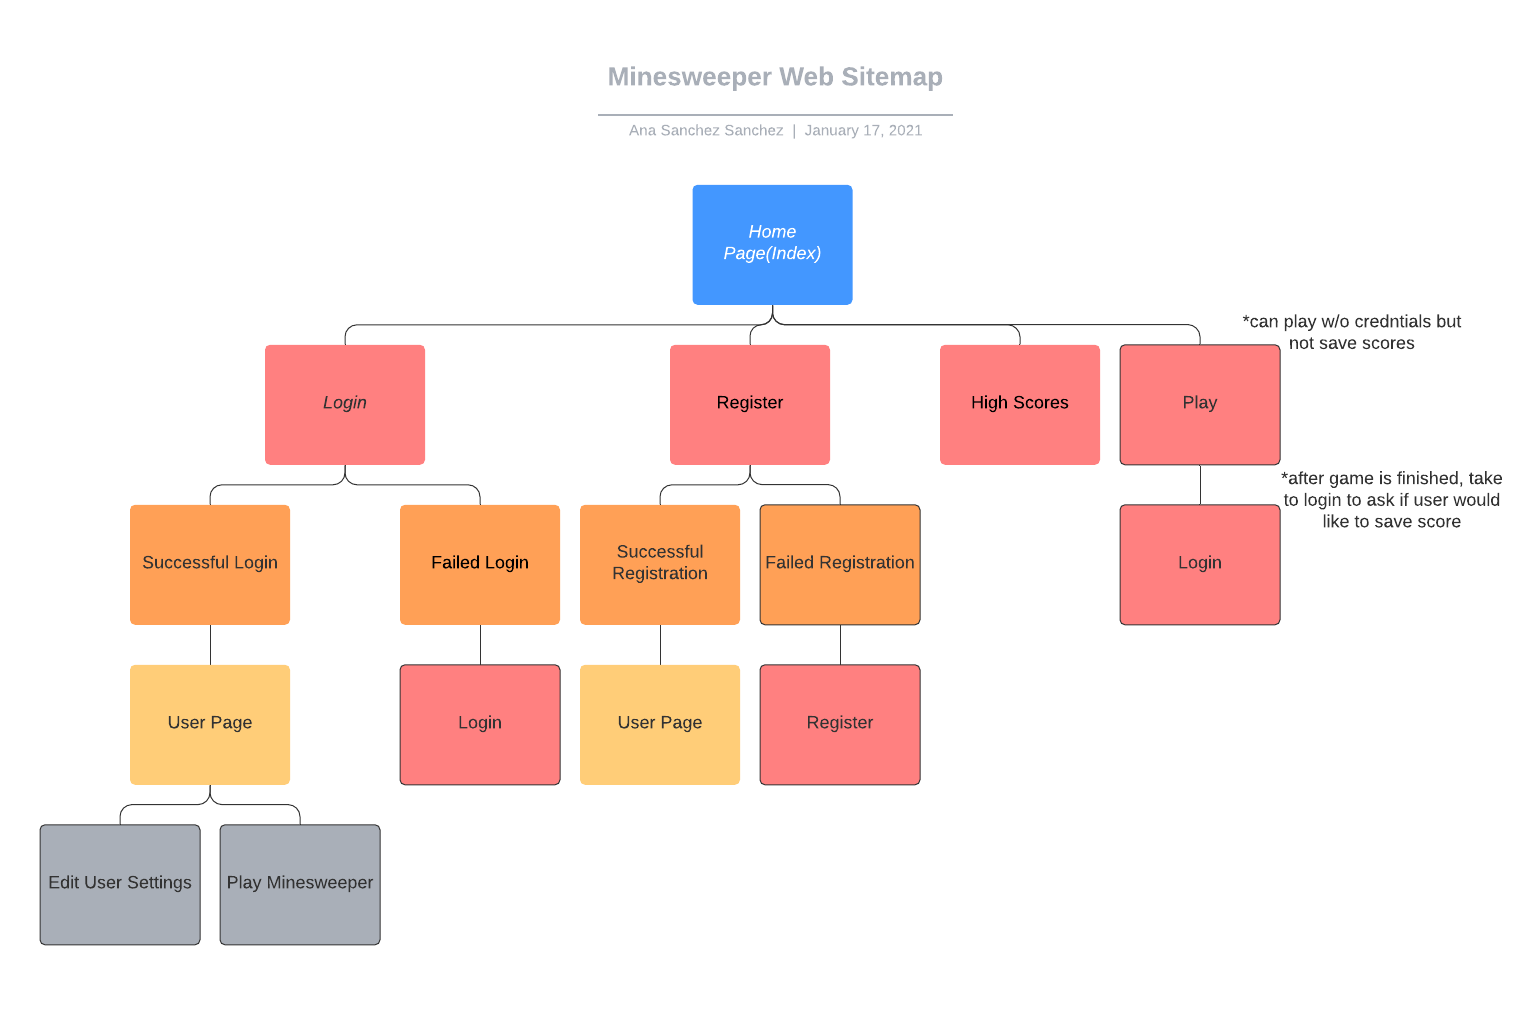 Minesweeper Web Sitemap
Ana Sanchez Sanchez | January 17, 2021
Home
Page(Index)
*can play w/o credntials but
not save scores
Login
Register
High Scores
Play
*after game is finished, take
to login to ask if user would
like to save score
Successful Login
Failed Login
Successful
Registration
Failed Registration
Login
User Page
Login
User Page
Register
Edit User Settings
Play Minesweeper